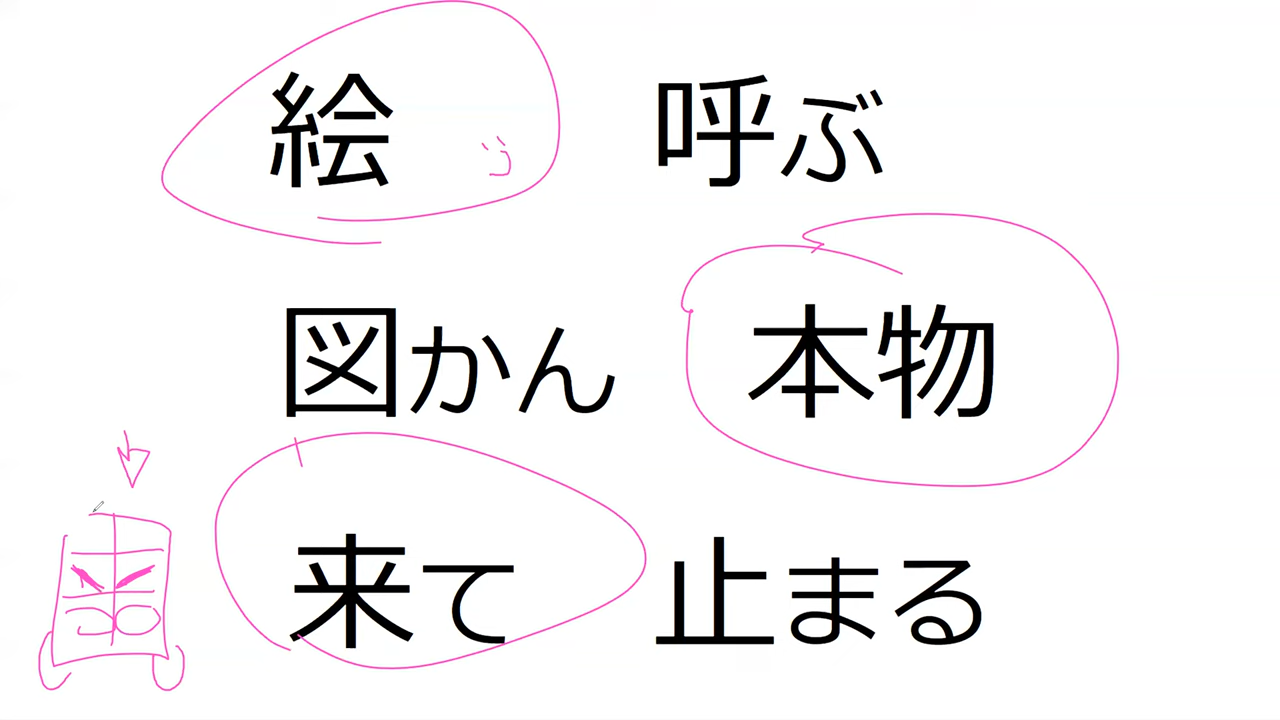 絵 呼ぶ
図かん 本物
来て 止まる